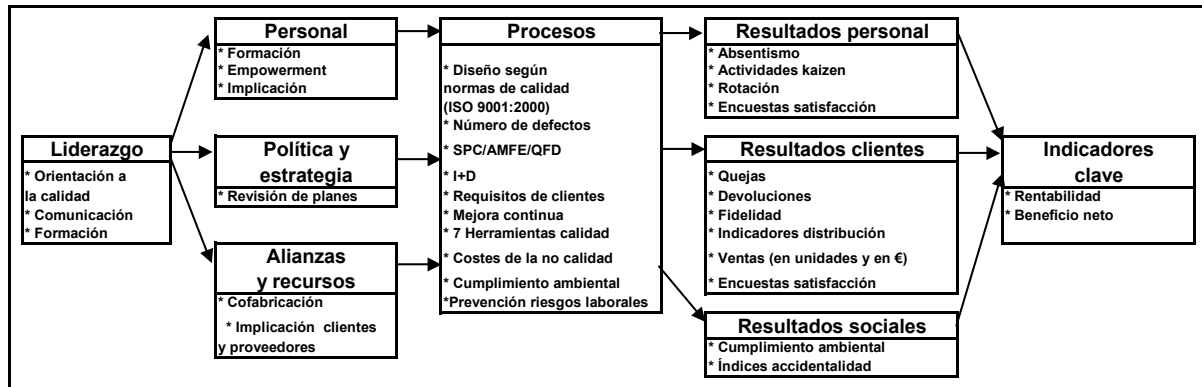 Liderazgo
* Orientación a
la calidad
* Comunicación
* Formación
Personal
* Formación
* Empowerment
* Implicación
Política y
estrategia
* Revisión de planes
Alianzas
y recursos
* Cofabricación
* Implicación clientes
y proveedores
Procesos
* Diseño según
normas de calidad
(ISO 9001:2000)
* Número de defectos
* SPC/AMFE/QFD
* I+D
* Requisitos de clientes
* Mejora continua
* 7 Herramientas calidad
* Costes de la no calidad
* Cumplimiento ambiental
*Prevención riesgos laborales
Resultados personal
* Absentismo
* Actividades kaizen
* Rotación
* Encuestas satisfacción
Resultados clientes
* Quejas
* Devoluciones
* Fidelidad
* Indicadores distribución
* Ventas (en unidades y en €)
* Encuestas satisfacción
Resultados sociales
* Cumplimiento ambiental
* Índices accidentalidad
Indicadores
clave
* Rentabilidad
* Beneficio neto